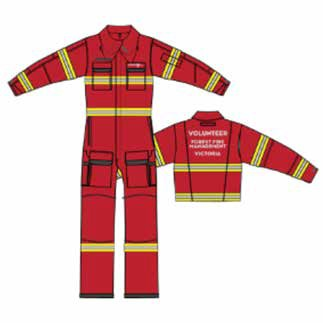 VOLUNTEER
FOREST FIRE
MANAGEMENT
VICTORIA